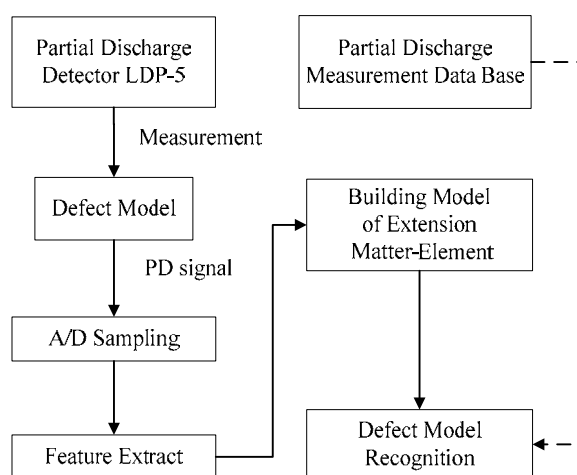 Partial Discharge
Detector LDP-5
Measurement
Defect Model
PD signal
A/D Sampling
Feature Extract
Partial Discharge
Measurement Data Base
Building Model
of Extension
Matter-Element
Defect Model
Recognition